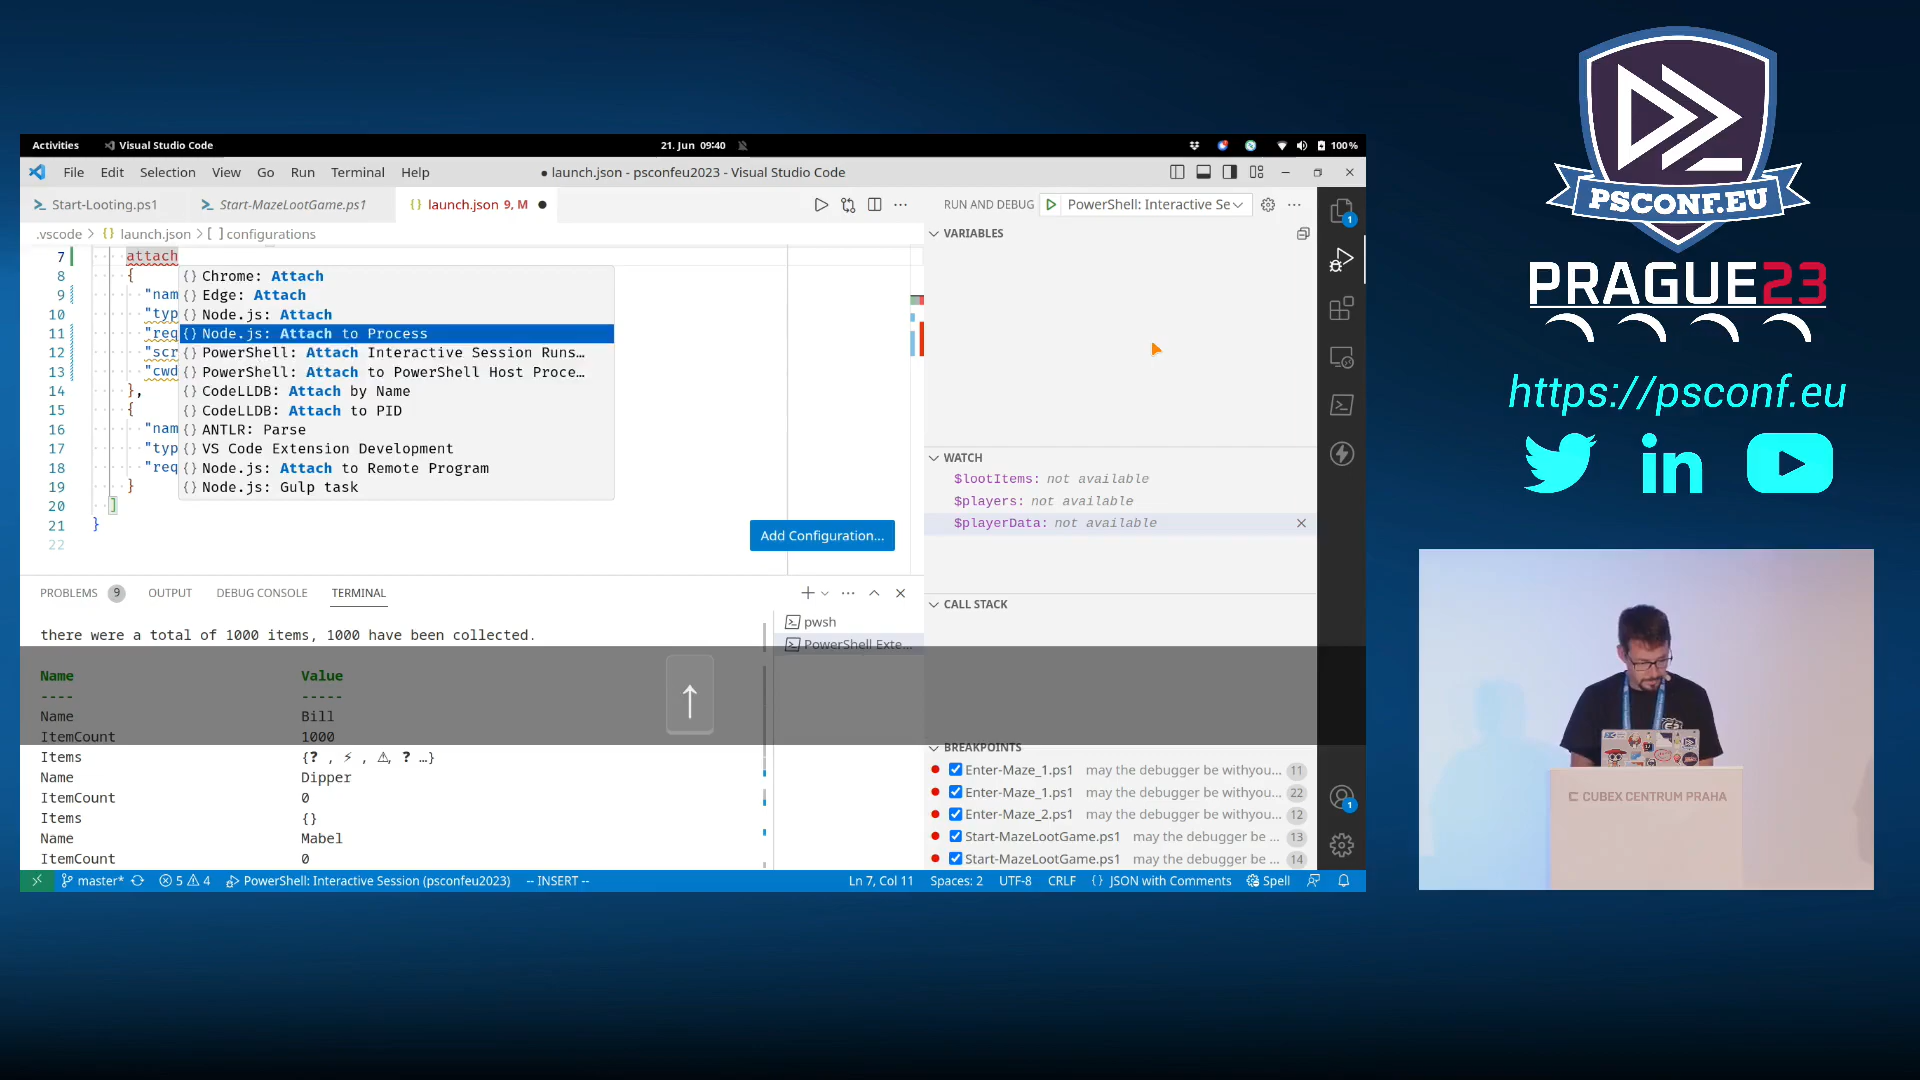 Activities
Visual Studio Code
21. Jun 09:40
100%
File Edit Selection View Go Run Terminal Help
● launch.json - psconfeu2023 - Visual Studio Code
Start-Looting.ps1
Start-MazeLootGame.ps1
{} launch.json 9, M ●
RUN AND DEBUG
PowerShell: Interactive Se
.vscode > {} launch.json > [ ] configurations
7 attach
8 {
9 "nam
10 "typ
11 "req
12 "scr
13 "cwd
14 },
15 {
16 "nam
17 "typ
18 "req
19 }
20 ]
21 }
22
{} Chrome: Attach
{} Edge: Attach
{} Node.js: Attach
{} Node.js: Attach to Process
{} PowerShell: Attach Interactive Session Runs…
{} PowerShell: Attach to PowerShell Host Proce…
{} CodeLLDB: Attach by Name
{} CodeLLDB: Attach to PID
{} ANTLR: Parse
{} VS Code Extension Development
{} Node.js: Attach to Remote Program
{} Node.js: Gulp task
Add Configuration...
VARIABLES
WATCH
$lootItems: not available
$players: not available
$playerData: not available
CALL STACK
BREAKPOINTS
Enter-Maze_1.ps1 may the debugger be withyou... 11
Enter-Maze_1.ps1 may the debugger be withyou... 22
Enter-Maze_2.ps1 may the debugger be withyou... 12
Start-MazeLootGame.ps1 may the debugger be ... 13
Start-MazeLootGame.ps1 may the debugger be ... 14
1
1
PROBLEMS 9 OUTPUT DEBUG CONSOLE TERMINAL
pwsh
PowerShell Exte...
there were a total of 1000 items, 1000 have been collected.
Name Value
---- -----
Name Bill
ItemCount 1000
Items {❓ , ⚡ , ⚠, ❓ …}
Name Dipper
ItemCount 0
Items {}
Name Mabel
ItemCount 0
↑
master*
5 4
PowerShell: Interactive Session (psconfeu2023)
-- INSERT --
Ln 7, Col 11
Spaces: 2
UTF-8
CRLF
{} JSON with Comments
Spell
PSCONF.EU
PRAGUE23
https://psconf.eu
in
CUBEX CENTRUM PRAHA